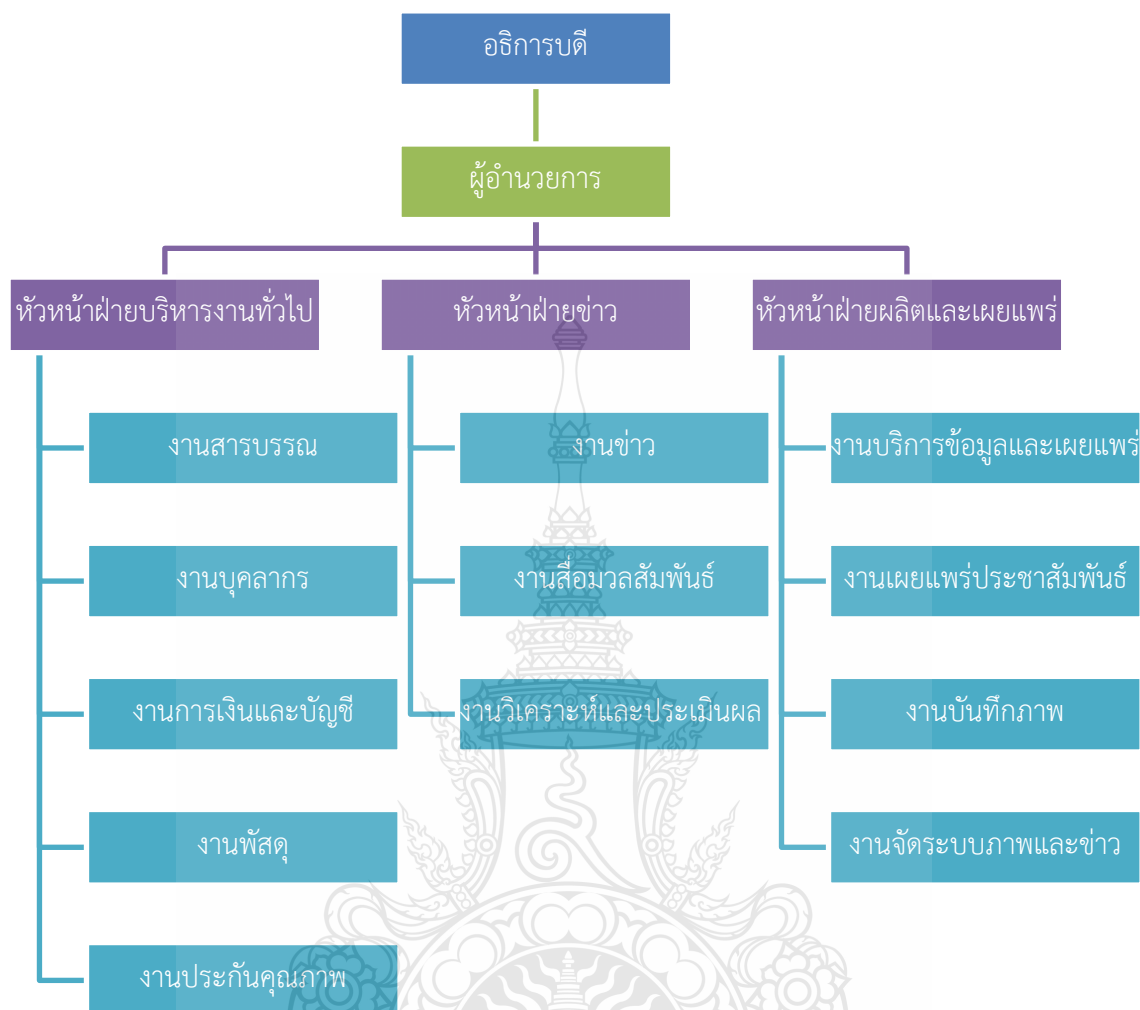 อธิการบดี
ผู้อำนวยการ
หัวหน้าฝ่ายบริหารงานทั่วไป
งานสารบรรณ
งานบุคลากร
งานการเงินและบัญชี
งานพัสดุ
งานประกันคุณภาพ
หัวหน้าฝ่ายข่าว
งานข่าว
งานสื่อมวลสัมพันธ์
งานวิเคราะห์และประเมินผล
หัวหน้าฝ่ายผลิตและเผยแพร่
งานบริการข้อมูลและเผยแพร่
งานเผยแพร่ประชาสัมพันธ์
งานบันทึกภาพ
งานจัดระบบภาพและข่าว